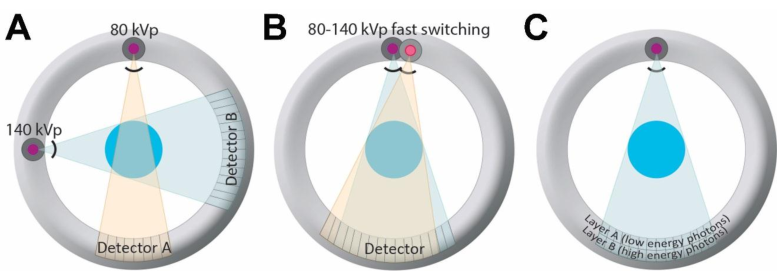 A
80 kVp
140 kVp
Detector B
Detector A
B
80-140 kVp fast switching
Detector
C
Layer A (low energy photons)
Layer B (high energy photons)